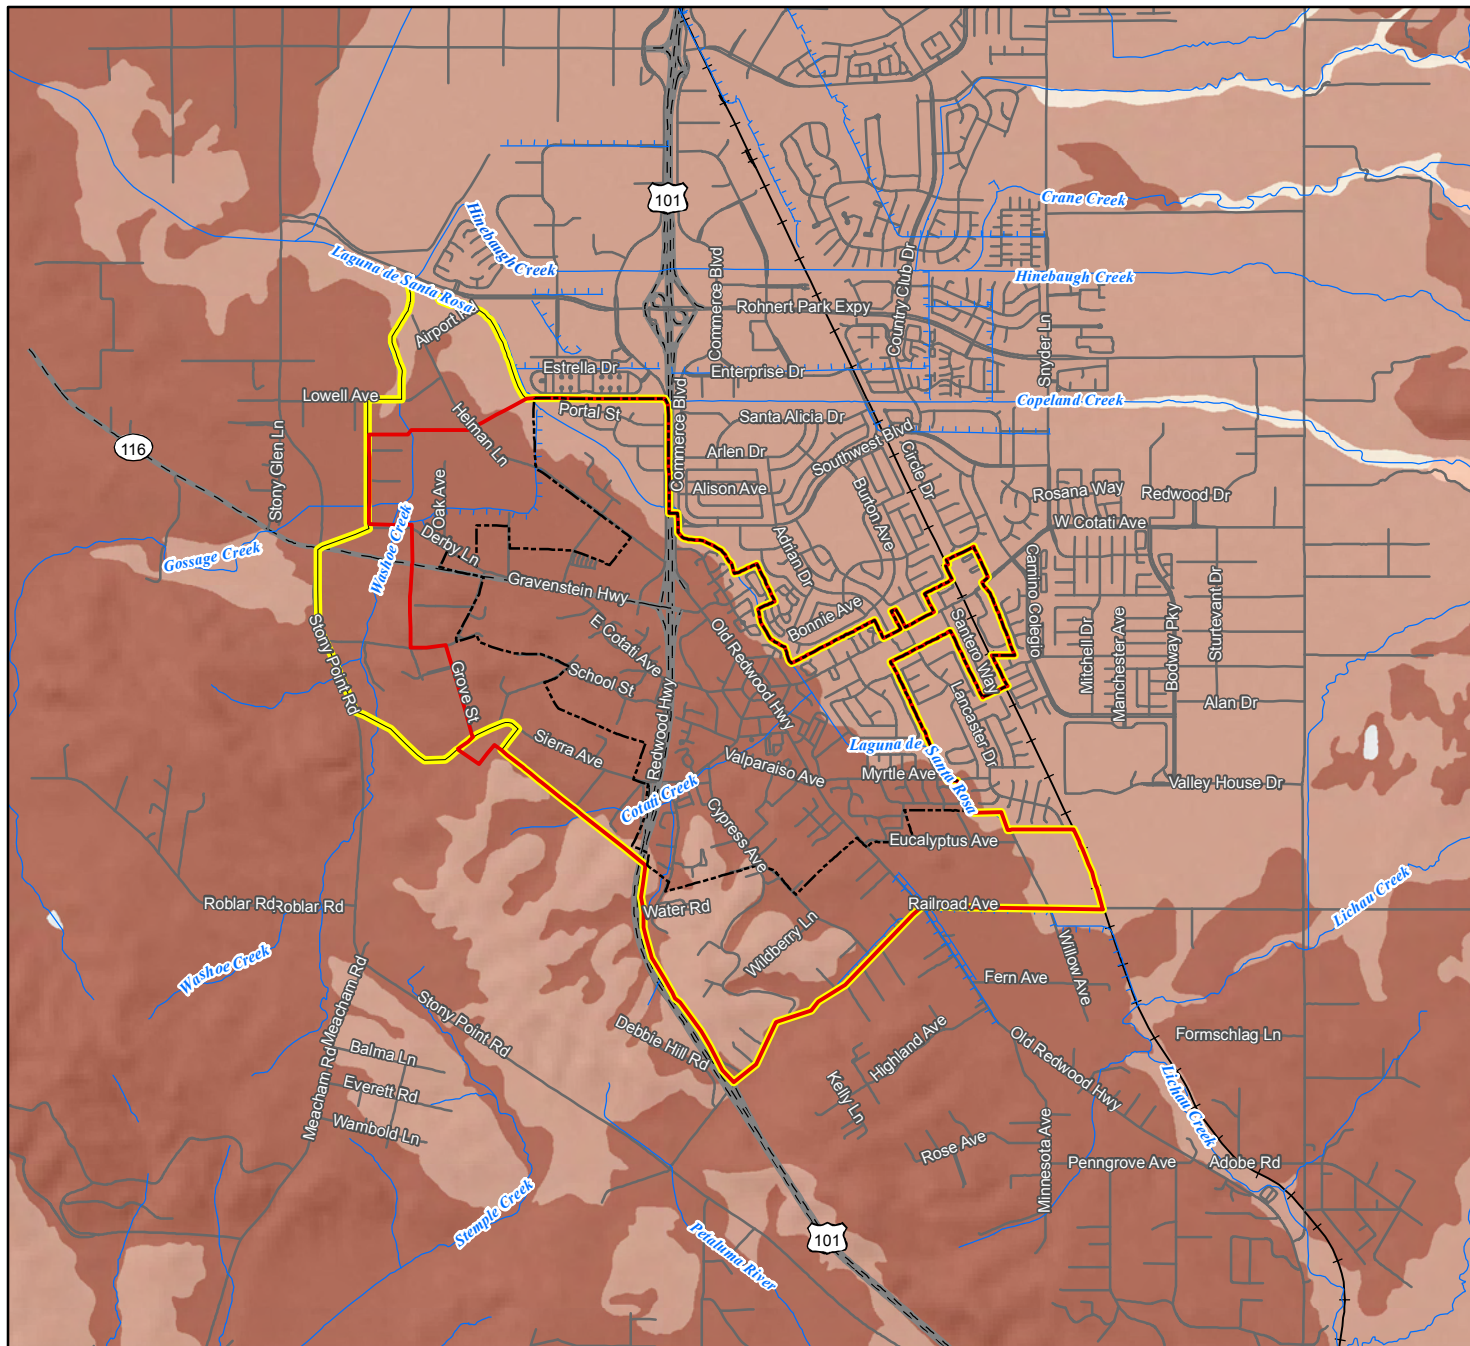 101
Crane Creek
Hinebaugh Creek
Laguna de Santa Rosa
Hinebaugh Creek
Commerce Blvd
Country Club Dr
Rohnert Park Expy
Airport
Snyder Ln
Estrella Dr
Enterprise Dr
Lowell Ave
Copeland Creek
Portal St
Commerce Blvd
Santa Alicia Dr
Helman Ln
Southwest Blvd
116
Stony Glen Ln
Arlen Dr
Circle Dr
Oak Ave
Alison Ave
Burton Ave
Rosana Way
Redwood Dr
W Cotati Ave
Washoe Creek
Derby Ln
Gossage Creek
Adrian Dr
Gravenstein Hwy
Camino Colegio
Sturtevant Dr
Bonnie Ave
Stony Point Rd
E Cotati Ave
Old Redwood Hwy
Santero Way
Mitchell Dr
Manchester Ave
Bodway Pky
School St
Grove St
Redwood Hwy
Lancaster Dr
Alan Dr
Sierra Ave
Laguna de Santa Rosa
Valparaiso Ave
Myrtle Ave
Valley House Dr
Cotati Creek
Cypress Ave
Eucalyptus Ave
Roblar Rd
Roblar Rd
Water Rd
Railroad Ave
Lichau Creek
Wildberry Ln
Washoe Creek
Willow Ave
Fern Ave
Meacham Rd
Stony Point Rd
Debbie Hill Rd
Highland Ave
Old Redwood Hwy
Formschlag Ln
Balma Ln
Meacham Rd
Everett Rd
Kelly Ln
Lichau Creek
Wambold Ln
Rose Ave
Minnesota Ave
Penngrove Ave
Adobe Rd
Stemple Creek
Petaluma River
101